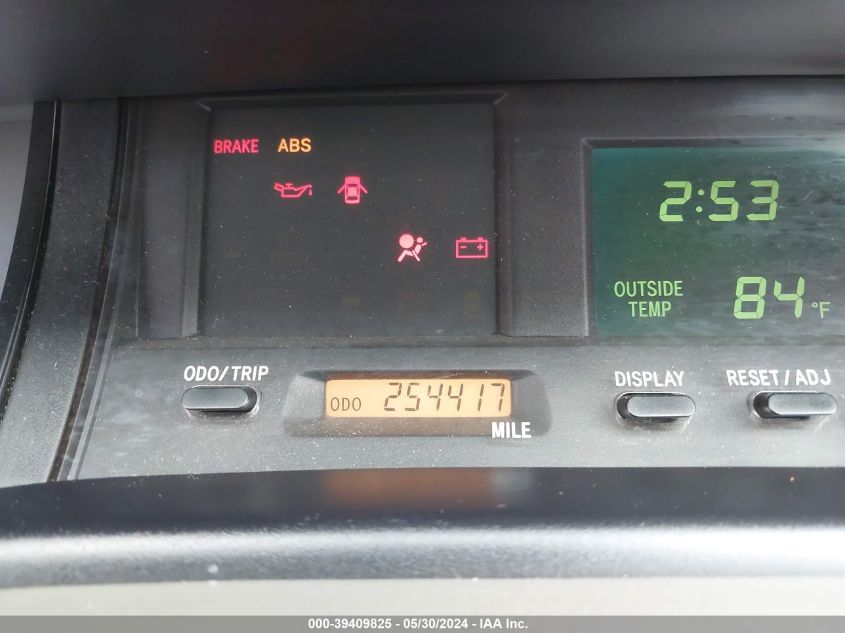 BRAKE ABS
2:53
OUTSIDE
TEMP
84 °F
ODO/TRIP
ODO 254417
MILE
DISPLAY
RESET/ADJ
000-39409825 - 05/30/2024 - IAA Inc.